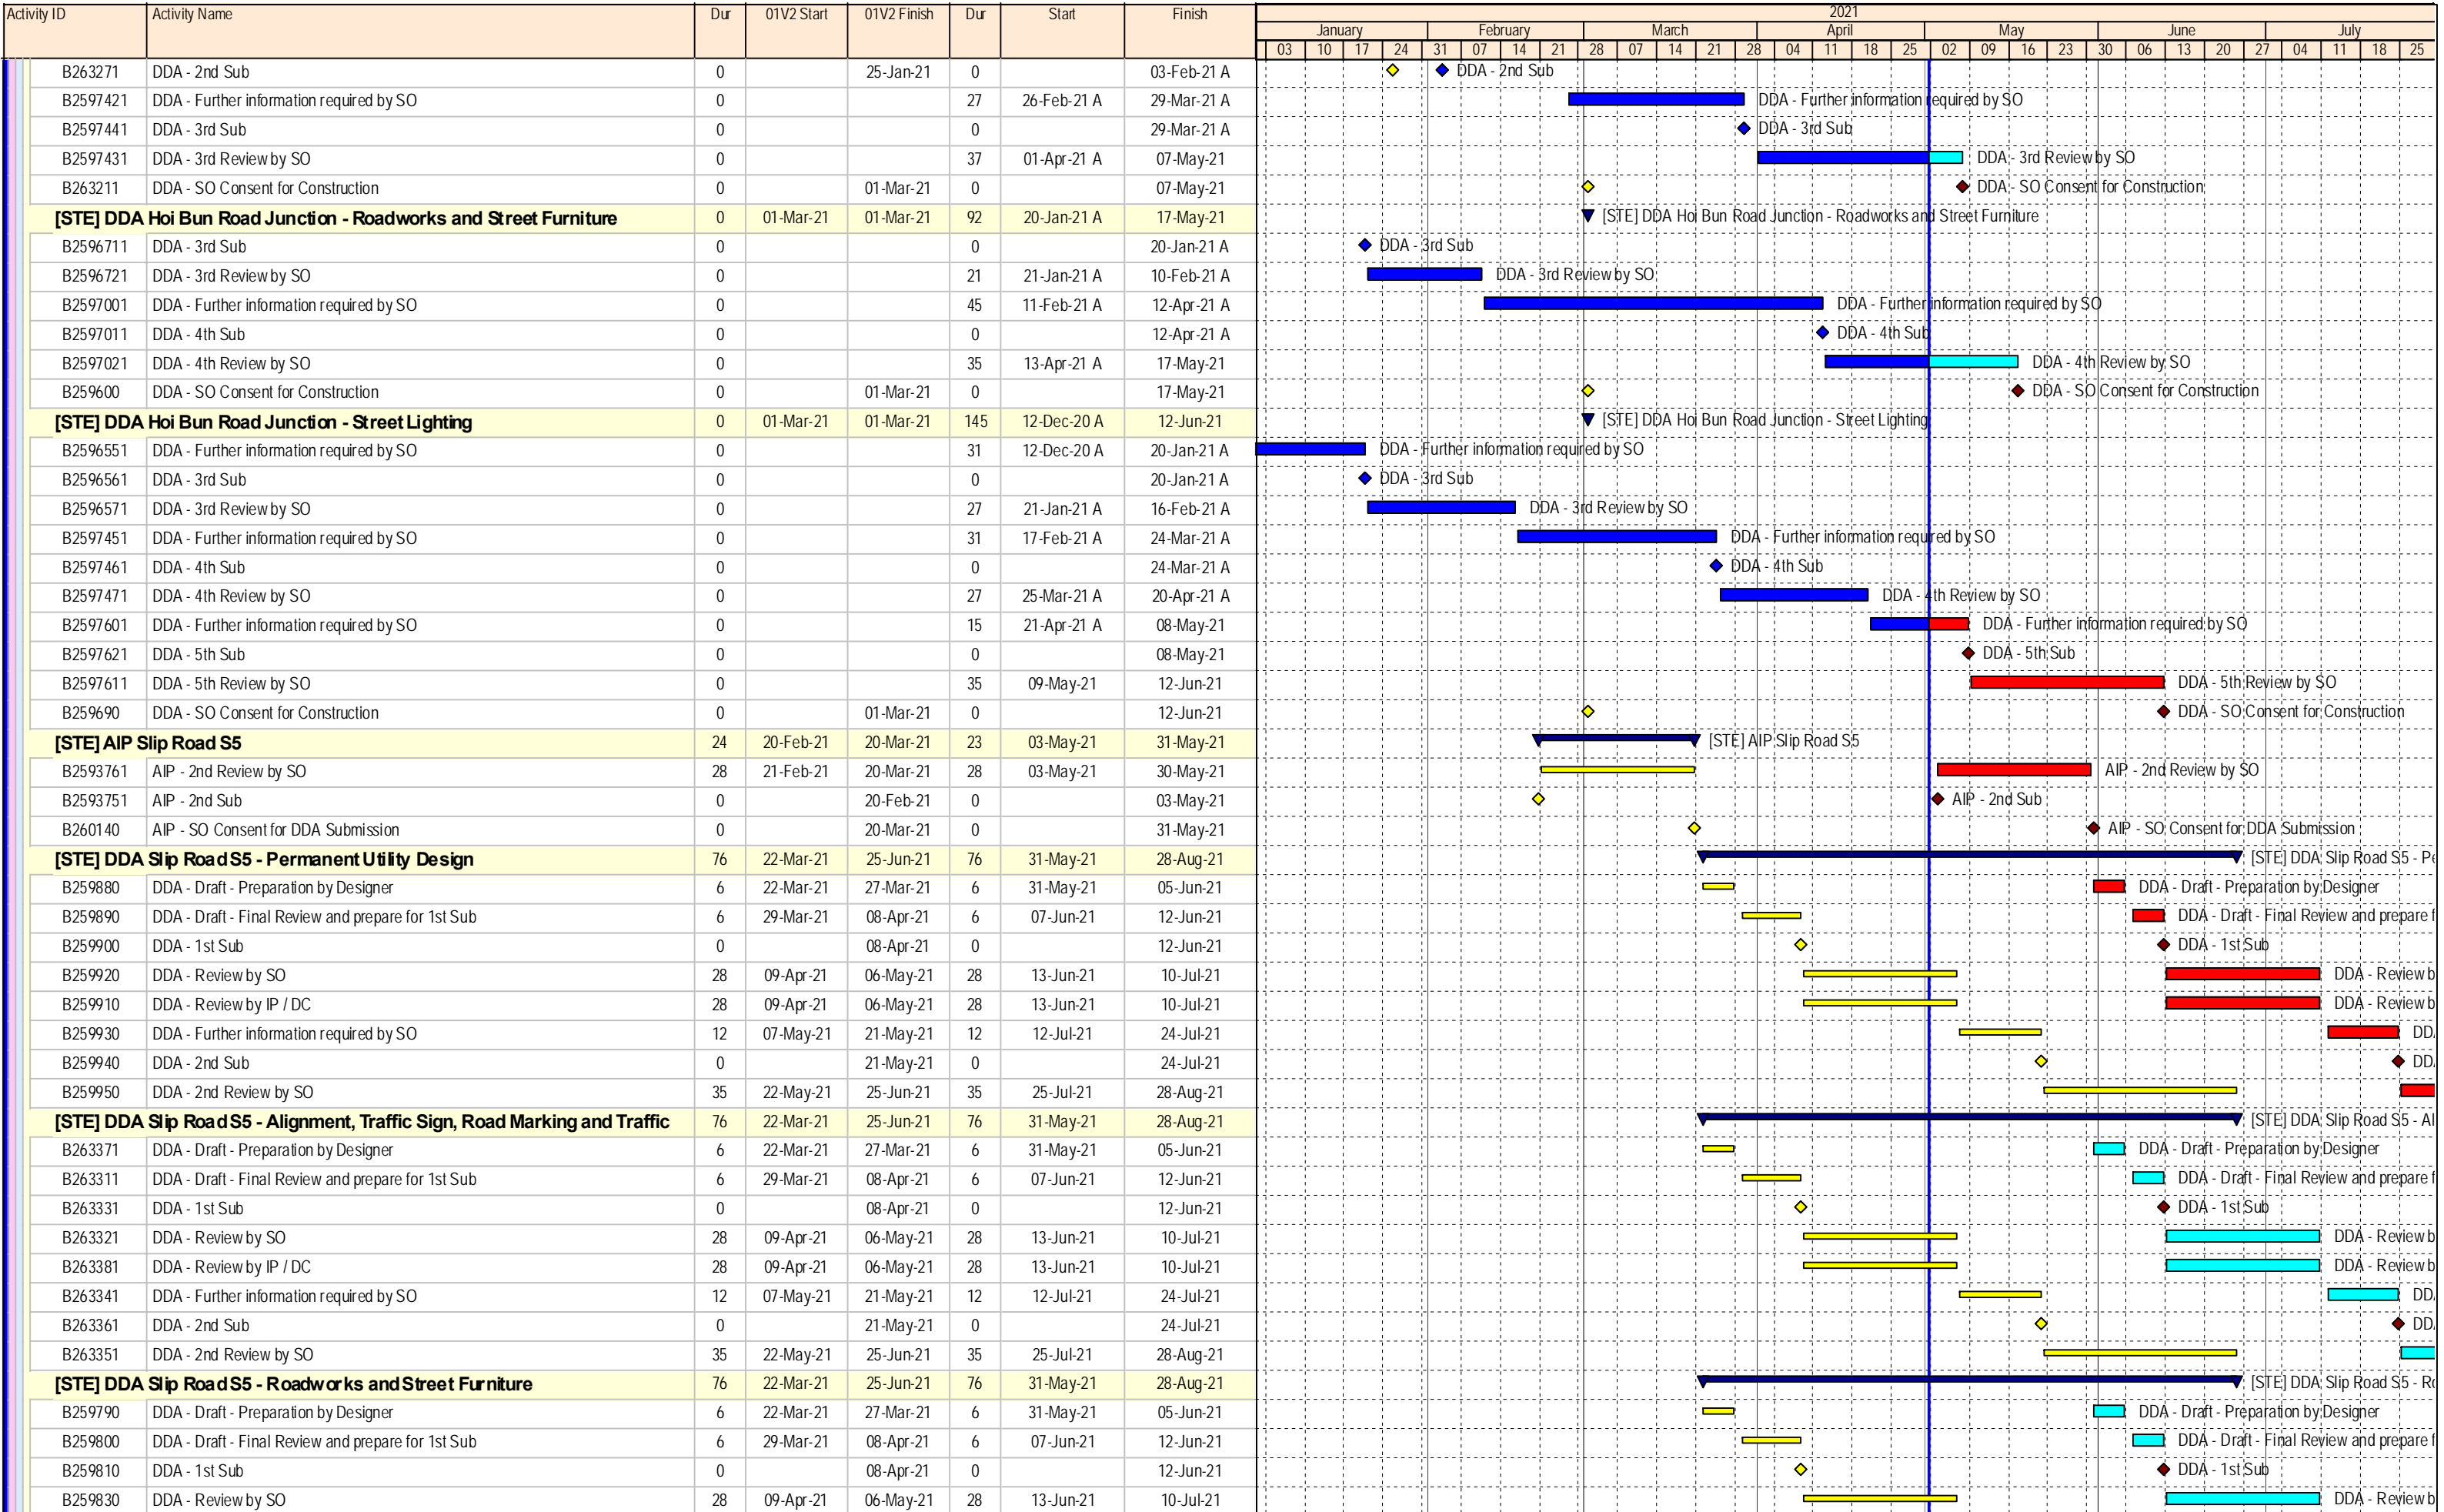 Activity ID Activity Name Dur 01V2 Start 01V2 Finish Dur Start Finish 2021
January February March April May June July
03 10 17 24 31 07 14 21 28 07 14 21 28 04 11 18 25 02 09 16 23 30 06 13 20 27 04 11 18 25
B263271 DDA - 2nd Sub 0 25-Jan-21 0 03-Feb-21 A DDA - 2nd Sub
B2597421 DDA - Further information required by SO 0 27 26-Feb-21 A 29-Mar-21 A DDA - Further information required by SO
B2597441 DDA - 3rd Sub 0 0 29-Mar-21 A DDA - 3rd Sub
B2597431 DDA - 3rd Review by SO 0 37 01-Apr-21 A 07-May-21 DDA - 3rd Review by SO
B263211 DDA - SO Consent for Construction 0 01-Mar-21 0 07-May-21 DDA - SO Consent for Construction
[STE] DDA Hoi Bun Road Junction - Roadworks and Street Furniture 0 01-Mar-21 01-Mar-21 92 20-Jan-21 A 17-May-21 [STE] DDA Hoi Bun Road Junction - Roadworks and Street Furniture
B2596711 DDA - 3rd Sub 0 0 20-Jan-21 A DDA - 3rd Sub
B2596721 DDA - 3rd Review by SO 0 21 21-Jan-21 A 10-Feb-21 A DDA - 3rd Review by SO
B2597001 DDA - Further information required by SO 0 45 11-Feb-21 A 12-Apr-21 A DDA - Further information required by SO
B2597011 DDA - 4th Sub 0 0 12-Apr-21 A DDA - 4th Sub
B2597021 DDA - 4th Review by SO 0 35 13-Apr-21 A 17-May-21 DDA - 4th Review by SO
B259600 DDA - SO Consent for Construction 0 01-Mar-21 0 17-May-21 DDA - SO Consent for Construction
[STE] DDA Hoi Bun Road Junction - Street Lighting 0 01-Mar-21 01-Mar-21 145 12-Dec-20 A 12-Jun-21 [STE] DDA Hoi Bun Road Junction - Street Lighting
B2596551 DDA - Further information required by SO 0 31 12-Dec-20 A 20-Jan-21 A DDA - Further information required by SO
B2596561 DDA - 3rd Sub 0 0 20-Jan-21 A DDA - 3rd Sub
B2596571 DDA - 3rd Review by SO 0 27 21-Jan-21 A 16-Feb-21 A DDA - 3rd Review by SO
B2597451 DDA - Further information required by SO 0 31 17-Feb-21 A 24-Mar-21 A DDA - Further information required by SO
B2597461 DDA - 4th Sub 0 0 24-Mar-21 A DDA - 4th Sub
B2597471 DDA - 4th Review by SO 0 27 25-Mar-21 A 20-Apr-21 A DDA - 4th Review by SO
B2597601 DDA - Further information required by SO 0 15 21-Apr-21 A 08-May-21 DDA - Further information required by SO
B2597621 DDA - 5th Sub 0 0 08-May-21 DDA - 5th Sub
B2597611 DDA - 5th Review by SO 0 35 09-May-21 12-Jun-21 DDA - 5th Review by SO
B259690 DDA - SO Consent for Construction 0 01-Mar-21 0 12-Jun-21 DDA - SO Consent for Construction
[STE] AIP Slip Road S5 24 20-Feb-21 20-Mar-21 23 03-May-21 31-May-21 [STE] AIP Slip Road S5
B2593761 AIP - 2nd Review by SO 28 21-Feb-21 20-Mar-21 28 03-May-21 30-May-21 AIP - 2nd Review by SO
B2593751 AIP - 2nd Sub 0 20-Feb-21 0 03-May-21 AIP - 2nd Sub
B260140 AIP - SO Consent for DDA Submission 0 20-Mar-21 0 31-May-21 AIP - SO Consent for DDA Submission
[STE] DDA Slip Road S5 - Permanent Utility Design 76 22-Mar-21 25-Jun-21 76 31-May-21 28-Aug-21 [STE] DDA Slip Road S5 - Pe
B259880 DDA - Draft - Preparation by Designer 6 22-Mar-21 27-Mar-21 6 31-May-21 05-Jun-21 DDA - Draft - Preparation by Designer
B259890 DDA - Draft - Final Review and prepare for 1st Sub 6 29-Mar-21 08-Apr-21 6 07-Jun-21 12-Jun-21 DDA - Draft - Final Review and prepare f
B259900 DDA - 1st Sub 0 08-Apr-21 0 12-Jun-21 DDA - 1st Sub
B259920 DDA - Review by SO 28 09-Apr-21 06-May-21 28 13-Jun-21 10-Jul-21 DDA - Review b
B259910 DDA - Review by IP / DC 28 09-Apr-21 06-May-21 28 13-Jun-21 10-Jul-21 DDA - Review b
B259930 DDA - Further information required by SO 12 07-May-21 21-May-21 12 12-Jul-21 24-Jul-21 DD
B259940 DDA - 2nd Sub 0 21-May-21 0 24-Jul-21 DD
B259950 DDA - 2nd Review by SO 35 22-May-21 25-Jun-21 35 25-Jul-21 28-Aug-21
[STE] DDA Slip Road S5 - Alignment, Traffic Sign, Road Marking and Traffic 76 22-Mar-21 25-Jun-21 76 31-May-21 28-Aug-21 [STE] DDA Slip Road S5 - Al
B263371 DDA - Draft - Preparation by Designer 6 22-Mar-21 27-Mar-21 6 31-May-21 05-Jun-21 DDA - Draft - Preparation by Designer
B263311 DDA - Draft - Final Review and prepare for 1st Sub 6 29-Mar-21 08-Apr-21 6 07-Jun-21 12-Jun-21 DDA - Draft - Final Review and prepare f
B263331 DDA - 1st Sub 0 08-Apr-21 0 12-Jun-21 DDA - 1st Sub
B263321 DDA - Review by SO 28 09-Apr-21 06-May-21 28 13-Jun-21 10-Jul-21 DDA - Review b
B263381 DDA - Review by IP / DC 28 09-Apr-21 06-May-21 28 13-Jun-21 10-Jul-21 DDA - Review b
B263341 DDA - Further information required by SO 12 07-May-21 21-May-21 12 12-Jul-21 24-Jul-21 DD
B263361 DDA - 2nd Sub 0 21-May-21 0 24-Jul-21 DD
B263351 DDA - 2nd Review by SO 35 22-May-21 25-Jun-21 35 25-Jul-21 28-Aug-21
[STE] DDA Slip Road S5 - Roadworks and Street Furniture 76 22-Mar-21 25-Jun-21 76 31-May-21 28-Aug-21 [STE] DDA Slip Road S5 - Ro
B259790 DDA - Draft - Preparation by Designer 6 22-Mar-21 27-Mar-21 6 31-May-21 05-Jun-21 DDA - Draft - Preparation by Designer
B259800 DDA - Draft - Final Review and prepare for 1st Sub 6 29-Mar-21 08-Apr-21 6 07-Jun-21 12-Jun-21 DDA - Draft - Final Review and prepare f
B259810 DDA - 1st Sub 0 08-Apr-21 0 12-Jun-21 DDA - 1st Sub
B259830 DDA - Review by SO 28 09-Apr-21 06-May-21 28 13-Jun-21 10-Jul-21 DDA - Review b